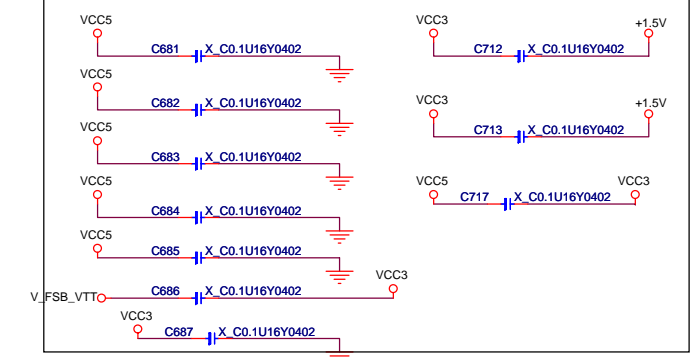 VCC5
C681 X_C0.1U16Y0402
VCC5
C682 X_C0.1U16Y0402
VCC5
C683 X_C0.1U16Y0402
VCC5
C684 X_C0.1U16Y0402
VCC5
C685 X_C0.1U16Y0402
V_FSB_VTT C686 X_C0.1U16Y0402 VCC3
VCC3
C687 X_C0.1U16Y0402
VCC3 +1.5V
C712 X_C0.1U16Y0402
VCC3 +1.5V
C713 X_C0.1U16Y0402
VCC5 VCC3
C717 X_C0.1U16Y0402